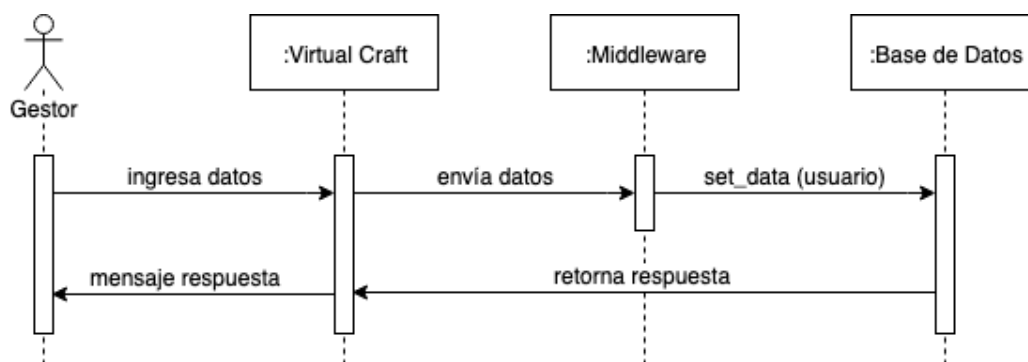 :Virtual Craft
:Middleware
:Base de Datos
Gestor
ingresa datos
envía datos
set_data (usuario)
mensaje respuesta
retorna respuesta